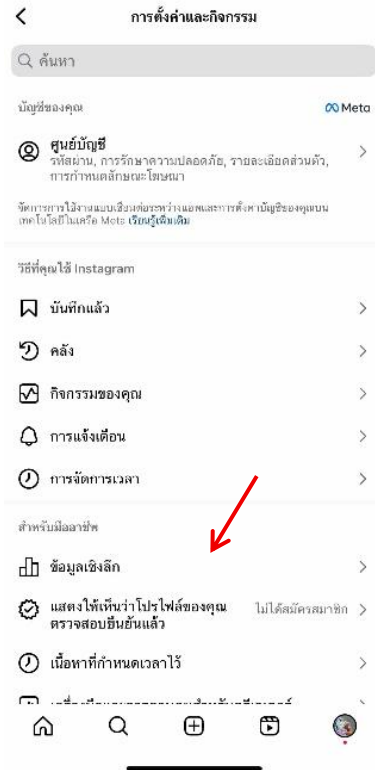 การตั้งค่าและกิจกรรม
ค้นหา
บัญชีของคุณ
Meta
ศูนย์บัญชี
รหัสผ่าน, การรักษาความปลอดภัย, รายละเอียดส่วนตัว,
การกำหนดลักษณะโฆษณา
จัดการการใช้งานแบบเชื่อมต่อระหว่างแอพและการตั้งค่าบัญชีของคุณบน
เทคโนโลยีในเครือ Meta เรียนรู้เพิ่มเติม
วิธีที่คุณใช้ Instagram
บันทึกแล้ว
คลัง
กิจกรรมของคุณ
การแจ้งเตือน
การจัดการเวลา
สำหรับมืออาชีพ
ข้อมูลเชิงลึก
แสดงให้เห็นว่าโปรไฟล์ของคุณ ไม่ได้สมัครสมาชิก
ตรวจสอบยืนยันแล้ว
เนื้อหาที่กำหนดเวลาไว้